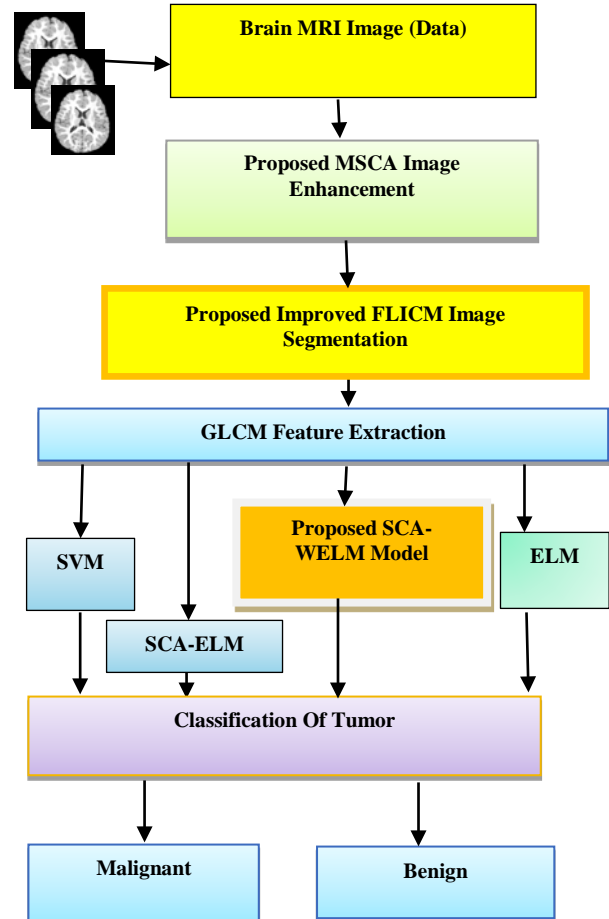 Brain MRI Image (Data)
Proposed MSCA Image
Enhancement
Proposed Improved FLICM Image
Segmentation
GLCM Feature Extraction
SVM
SCA-ELM
Proposed SCA-
WELM Model
ELM
Classification Of Tumor
Malignant
Benign